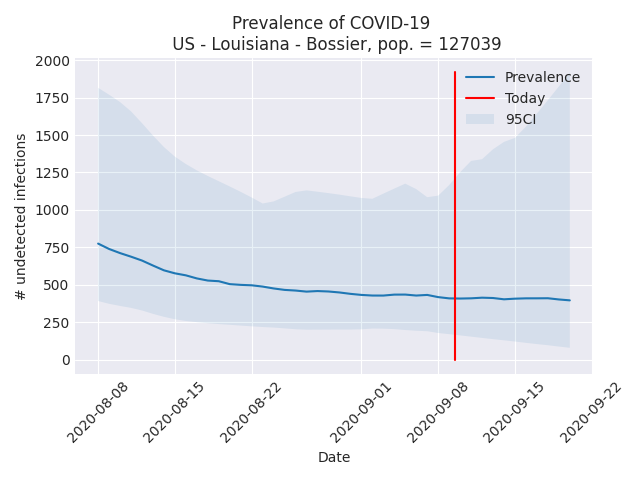 Prevalence of COVID-19
US - Louisiana - Bossier, pop. = 127039
# undetected infections
2000
1750
1500
1250
1000
750
500
250
0
Prevalence
Today
95CI
2020-08-08
2020-08-15
2020-08-22
2020-09-01
2020-09-08
2020-09-15
2020-09-22
Date